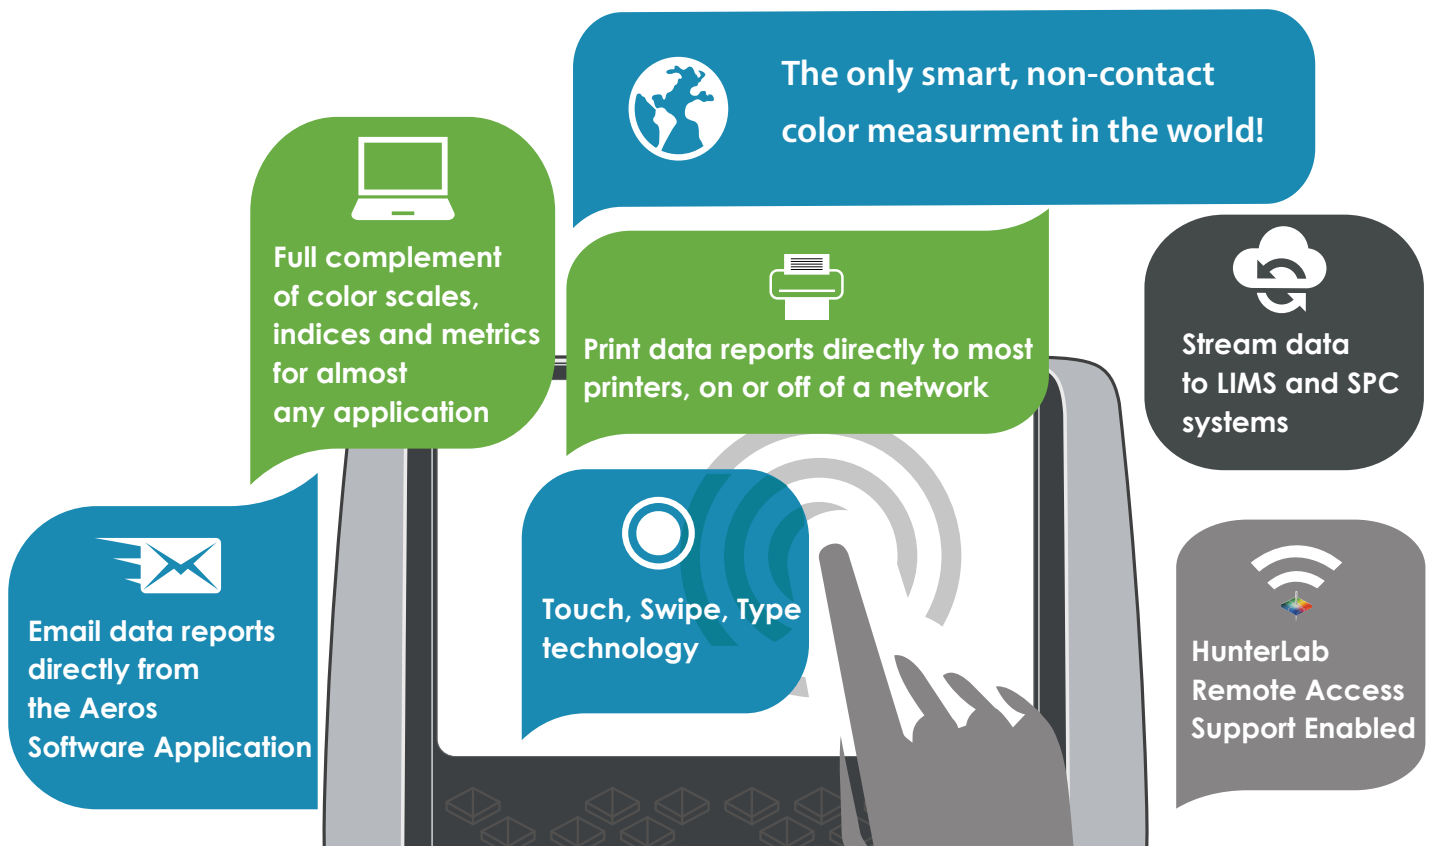 The only smart, non-contact
color measurment in the world!
Full complement
of color scales,
indices and metrics
for almost
any application
Print data reports directly to most
printers, on or off of a network
Stream data
to LIMS and SPC
systems
Email data reports
directly from
the Aeros
Software Application
Touch, Swipe, Type
technology
HunterLab
Remote Access
Support Enabled